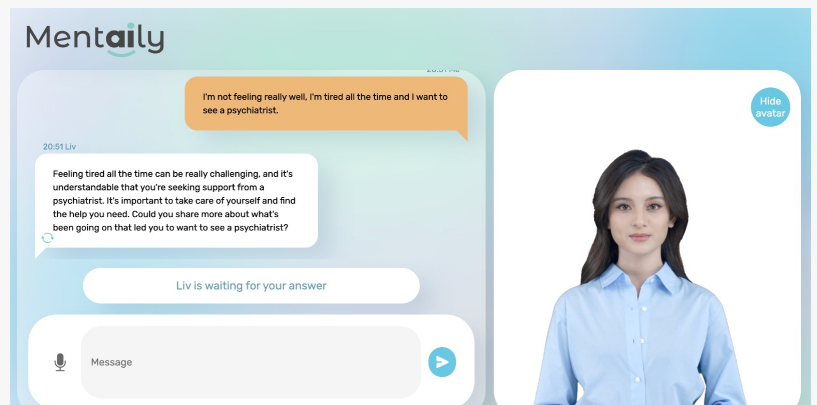 Mentaily
I'm not feeling really well, I'm tired all the time and I want to
see a psychiatrist.
20:51 Liv
Feeling tired all the time can be really challenging, and it's
understandable that you're seeking support from a
psychiatrist. It's important to take care of yourself and find
the help you need. Could you share more about what's
been going on that led you to want to see a psychiatrist?
Liv is waiting for your answer
Message
Hide
avatar